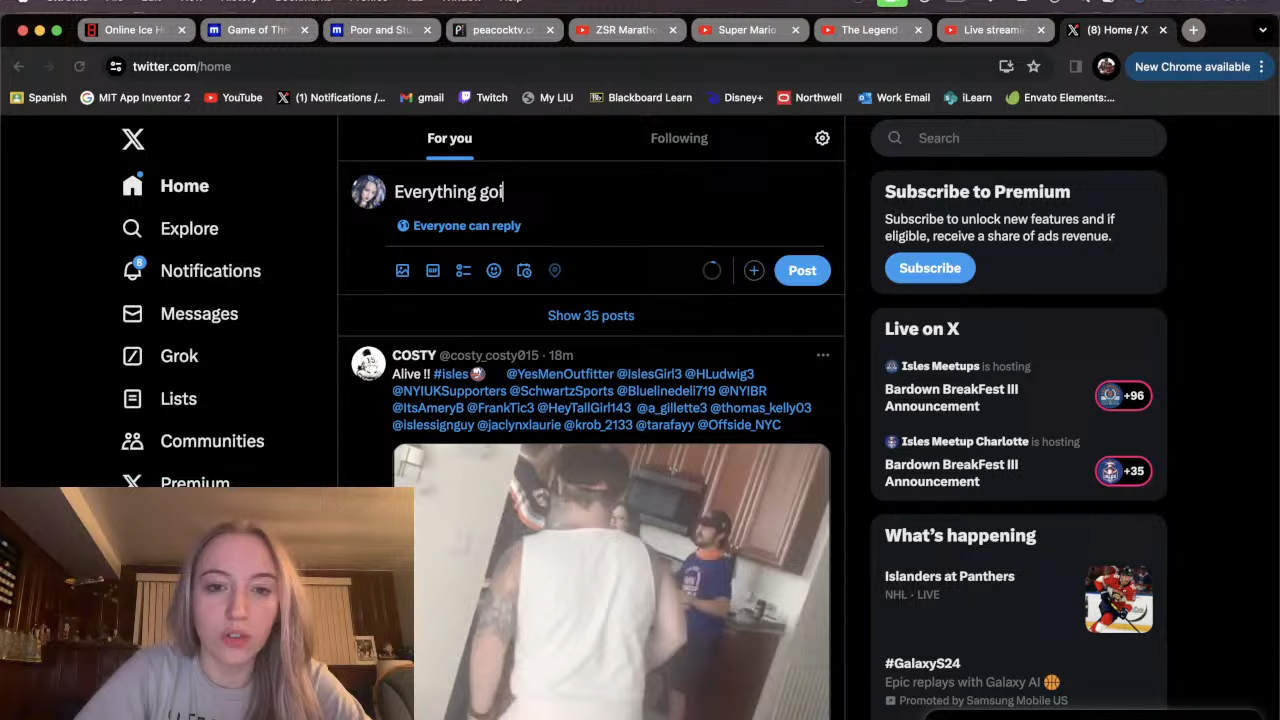 Online Ice H
Game of Thr
Poor and Stu
peacocktv.c
ZSR Marath
Super Mario
The Legend
Live streami
(8) Home / X
twitter.com/home
New Chrome available
Spanish
MIT App Inventor 2
YouTube
(1) Notifications /...
gmail
Twitch
My LIU
Blackboard Learn
Disney+
Northwell
Work Email
iLearn
Envato Elements:...
Home
Explore
8
Notifications
Messages
Grok
Lists
Communities
Premium
For you
Following
Everything goi
Everyone can reply
GIF
Post
Show 35 posts
COSTY @costy_costy015 · 18m
Alive !! #isles @YesMenOutfitter @IslesGirl3 @HLudwig3
@NYIUKSupporters @SchwartzSports @Bluelinedeli719 @NYIBR
@ItsAmeryB @FrankTic3 @HeyTallGirl143 @a_gillette3 @thomas_kelly03
@islessignguy @jaclynxlaurie @krob_2133 @tarafayy @Offside_NYC
Search
Subscribe to Premium
Subscribe to unlock new features and if
eligible, receive a share of ads revenue.
Subscribe
Live on X
Isles Meetups is hosting
Bardown BreakFest III
Announcement
+96
Isles Meetup Charlotte is hosting
Bardown BreakFest III
Announcement
+35
What's happening
Islanders at Panthers
NHL · LIVE
#GalaxyS24
Epic replays with Galaxy AI 🏀
Promoted by Samsung Mobile US